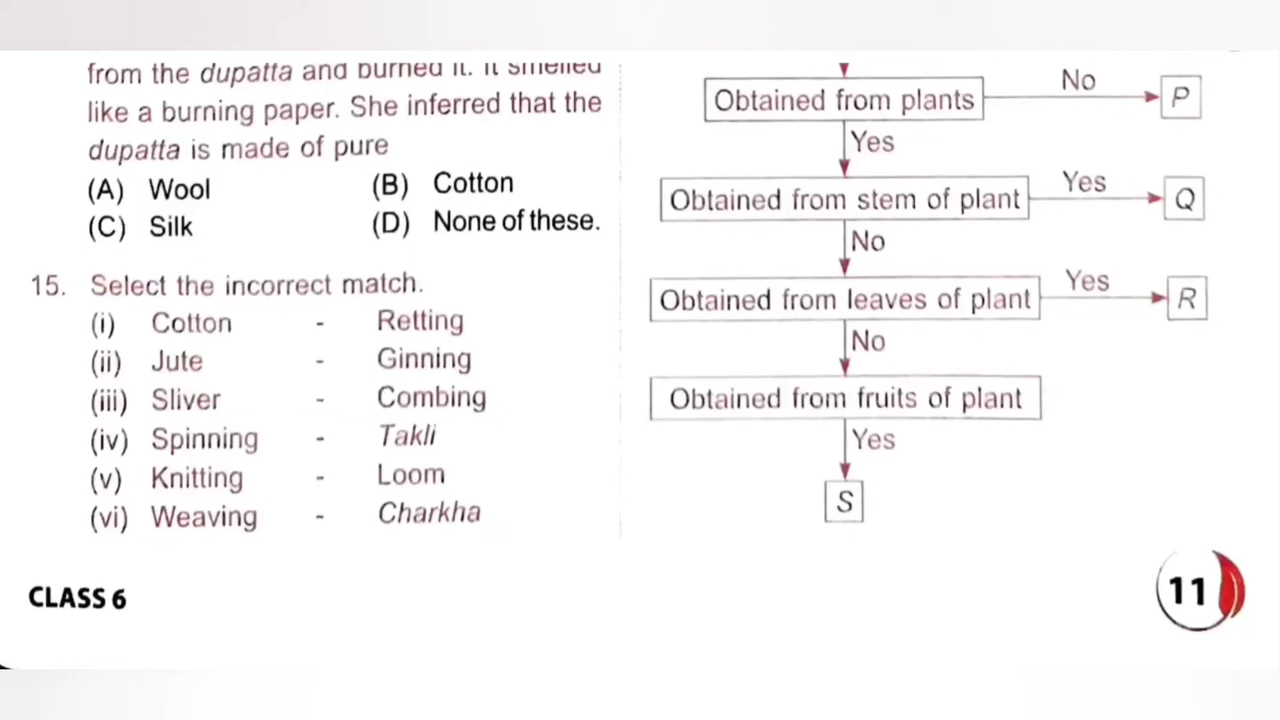 from the dupatta and burned it. It smelled
like a burning paper. She inferred that the
dupatta is made of pure
(A) Wool (B) Cotton
(C) Silk (D) None of these.
15. Select the incorrect match.
(i) Cotton - Retting
(ii) Jute - Ginning
(iii) Sliver - Combing
(iv) Spinning - Takli
(v) Knitting - Loom
(vi) Weaving - Charkha
CLASS 6
Obtained from plants No P
Yes
Obtained from stem of plant Yes Q
No
Obtained from leaves of plant Yes R
No
Obtained from fruits of plant
Yes
S
11